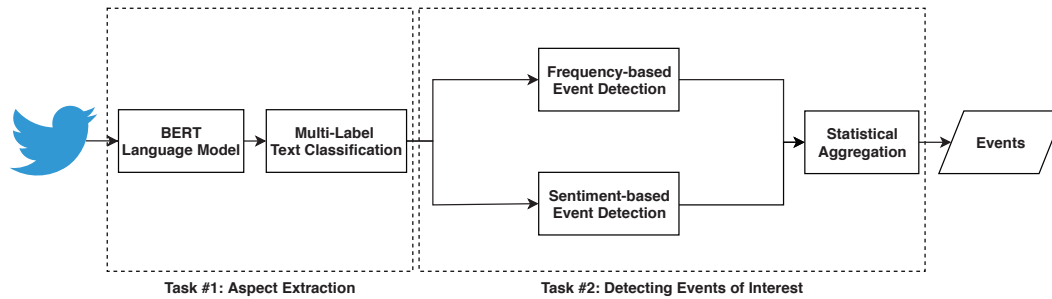 BERT
Language Model
Multi-Label
Text Classification
Frequency-based
Event Detection
Sentiment-based
Event Detection
Statistical
Aggregation
Events
Task #1: Aspect Extraction
Task #2: Detecting Events of Interest